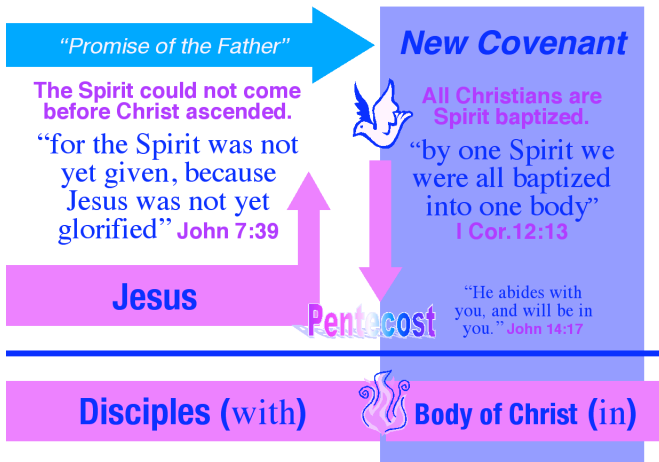 “Promise of the Father”
New Covenant
The Spirit could not come
before Christ ascended.
“for the Spirit was not
yet given, because
Jesus was not yet
glorified” John 7:39
All Christians are
Spirit baptized.
“by one Spirit we
were all baptized
into one body”
I Cor.12:13
Jesus
Pentecost
“He abides with
you, and will be in
you.” John 14:17
Disciples (with)
Body of Christ (in)